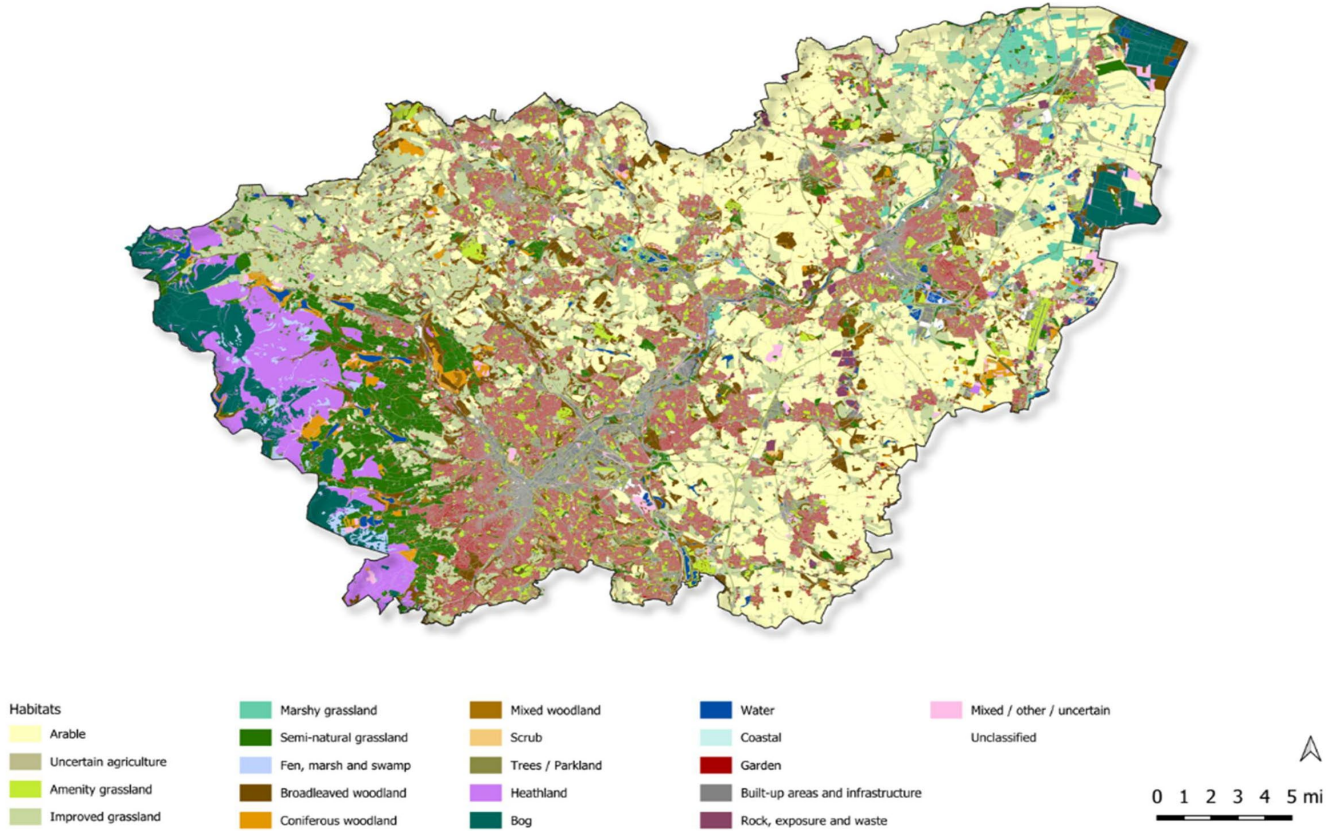 Habitats
Arable
Uncertain agriculture
Amenity grassland
Improved grassland
Marshy grassland
Semi-natural grassland
Fen, marsh and swamp
Broadleaved woodland
Coniferous woodland
Mixed woodland
Scrub
Trees / Parkland
Heathland
Bog
Water
Coastal
Garden
Built-up areas and infrastructure
Rock, exposure and waste
Mixed / other / uncertain
Unclassified
0 1 2 3 4 5 mi